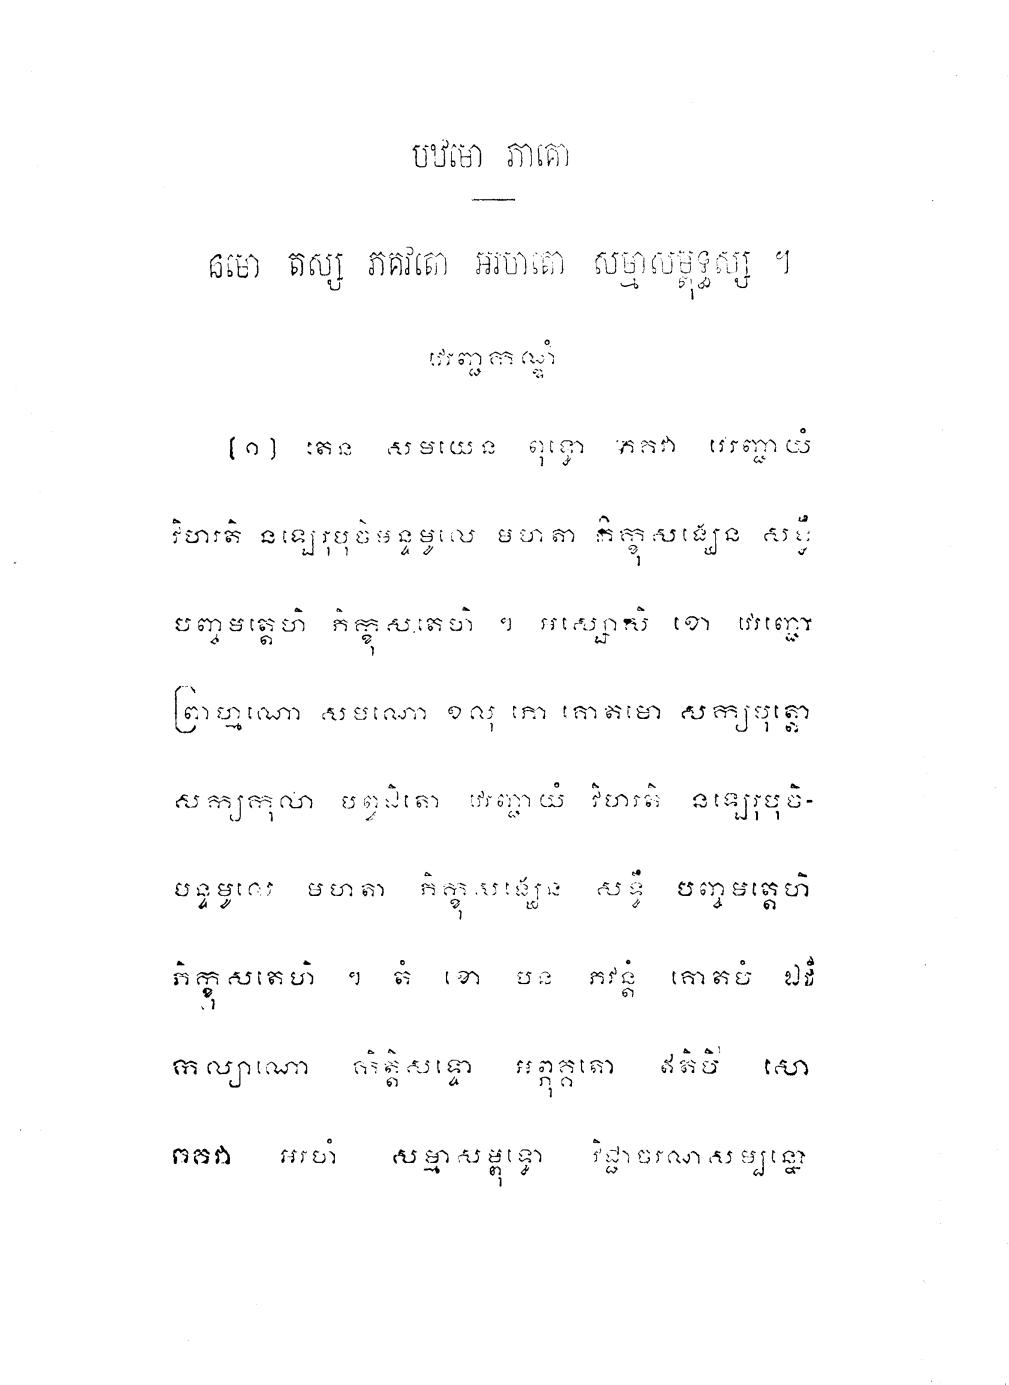 បឋមោ ភាគោ
នមោ តស្ស ភគវតោ អរហតោ សម្មាសម្ពុទ្ធស្ស ។
វេរញ្ជកណ្ឌំ
(១) តេន សមយេន ពុទ្ធោ ភគវា វេរញ្ជាយំ
វិហរតិ នឡេរុបុចិមន្ទមូលេ មហតា ភិក្ខុសង្ឃេន សទ្ធឹ
បញ្ចមត្តេហិ ភិក្ខុសតេហិ ។ អស្សោសិ ខោ វេរញ្ជោ
ព្រាហ្មណោ សមណោ ខលុ ភោ គោតមោ សក្យបុត្តោ
សក្យកុលា បព្វជិតោ វេរញ្ជាយំ វិហរតិ នឡេរុបុចិ-
មន្ទមូលេ មហតា ភិក្ខុសង្ឃេន សទ្ធឹ បញ្ចមត្តេហិ
ភិក្ខុសតេហិ ។ តំ ខោ បន ភវន្តំ គោតមំ ឯវំ
កល្យាណោ កិត្តិសទ្ទោ អព្ភុគ្គតោ ឥតិបិ សោ
ភគវា អរហំ សម្មាសម្ពុទ្ធោ វិជ្ជាចរណសម្បន្នោ